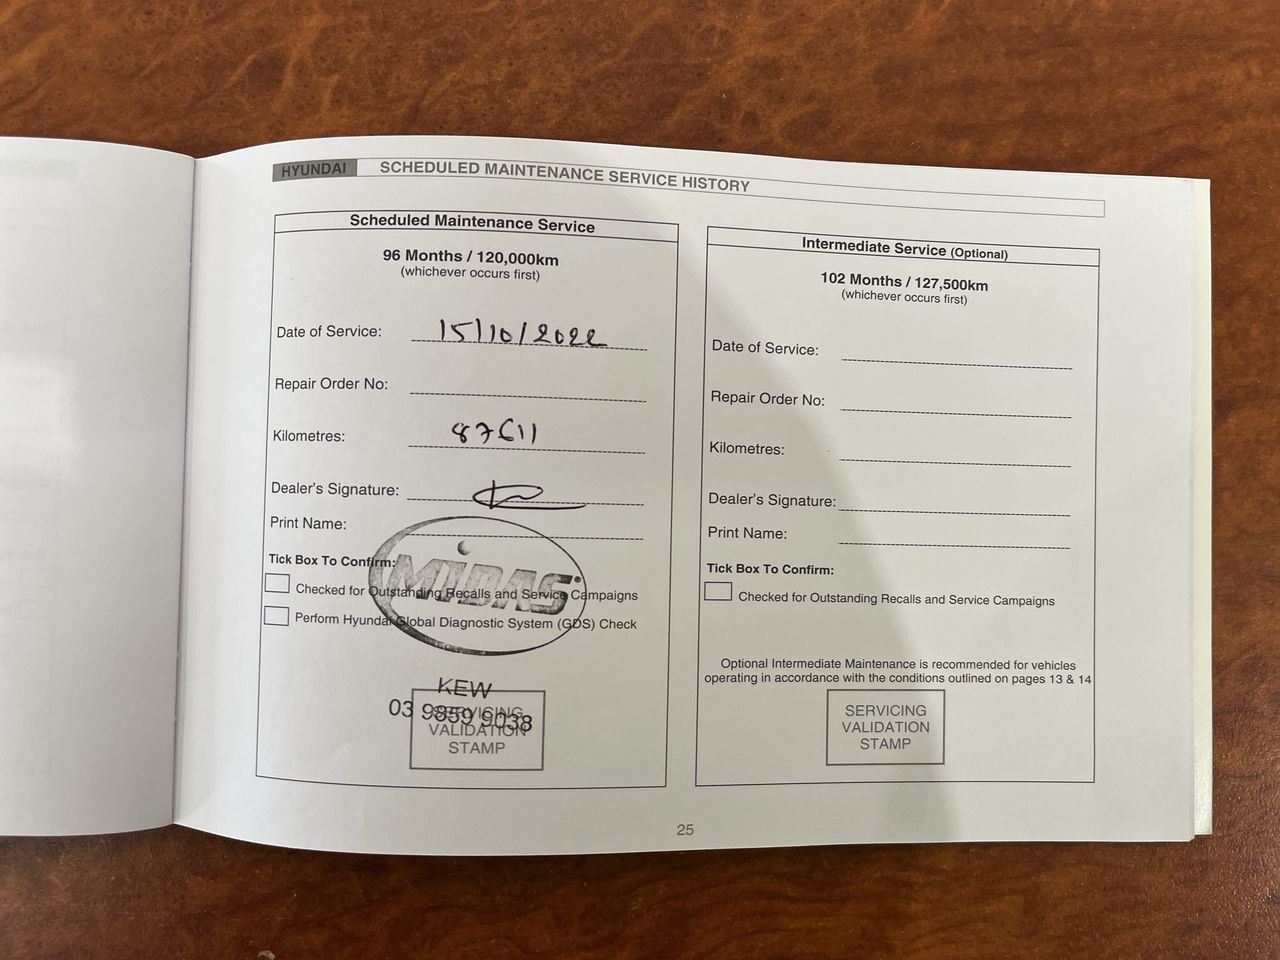 HYUNDAI SCHEDULED MAINTENANCE SERVICE HISTORY
Scheduled Maintenance Service
96 Months / 120,000km
(whichever occurs first)
Date of Service: 15/10/2022
Repair Order No:
Kilometres: 87611
Dealer's Signature:
Print Name:
Tick Box To Confirm:
MIDAS®
Checked for Outstanding Recalls and Service Campaigns
Perform Hyundai Global Diagnostic System (GDS) Check
KEW
03 9859 9038
SERVICING
VALIDATION
STAMP
Intermediate Service (Optional)
102 Months / 127,500km
(whichever occurs first)
Date of Service:
Repair Order No:
Kilometres:
Dealer's Signature:
Print Name:
Tick Box To Confirm:
Checked for Outstanding Recalls and Service Campaigns
Optional Intermediate Maintenance is recommended for vehicles
operating in accordance with the conditions outlined on pages 13 & 14
SERVICING
VALIDATION
STAMP
25